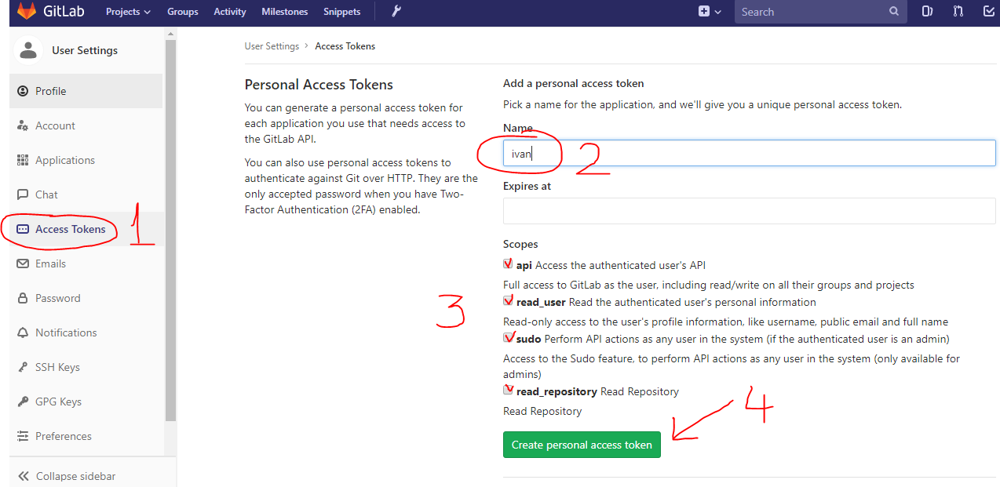 GitLab Projects Groups Activity Milestones Snippets Search
User Settings
Profile
Account
Applications
Chat
Access Tokens 1
Emails
Password
Notifications
SSH Keys
GPG Keys
Preferences
Collapse sidebar
User Settings > Access Tokens
Personal Access Tokens
You can generate a personal access token for
each application you use that needs access to
the GitLab API.
You can also use personal access tokens to
authenticate against Git over HTTP. They are the
only accepted password when you have Two-
Factor Authentication (2FA) enabled.
Add a personal access token
Pick a name for the application, and we'll give you a unique personal access token.
Name
ivan 2
Expires at
Scopes
3
api Access the authenticated user's API
Full access to GitLab as the user, including read/write on all their groups and projects
read_user Read the authenticated user's personal information
Read-only access to the user's profile information, like username, public email and full name
sudo Perform API actions as any user in the system (if the authenticated user is an admin)
Access to the Sudo feature, to perform API actions as any user in the system (only available for
admins)
read_repository Read Repository
Read Repository
4
Create personal access token